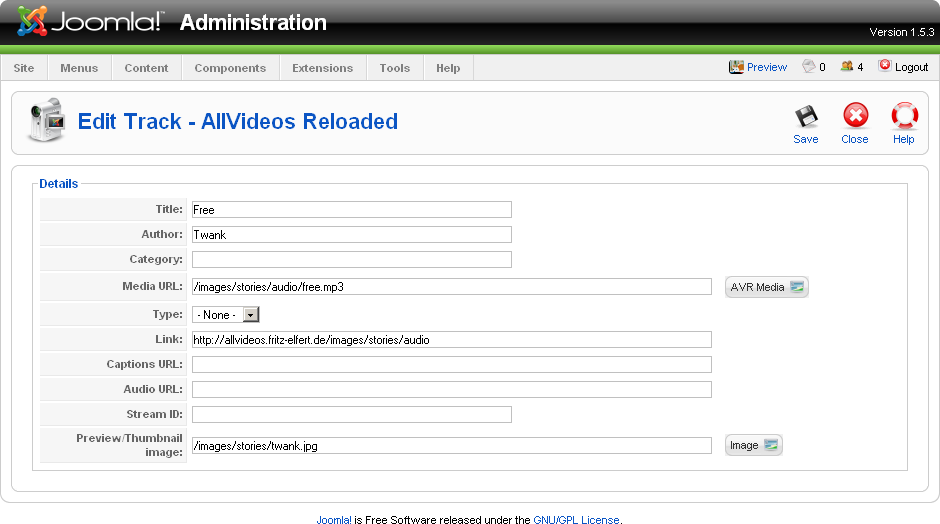 Joomla!™ Administration
Version 1.5.3
Site Menus Content Components Extensions Tools Help Preview 0 4 Logout
Edit Track - AllVideos Reloaded
Save Close Help
Details
Title: Free
Author: Twank
Category:
Media URL: /images/stories/audio/free.mp3 AVR Media
Type: - None -
Link: http://allvideos.fritz-elfert.de/images/stories/audio
Captions URL:
Audio URL:
Stream ID:
Preview/Thumbnail
image: /images/stories/twank.jpg Image
Joomla! is Free Software released under the GNU/GPL License.